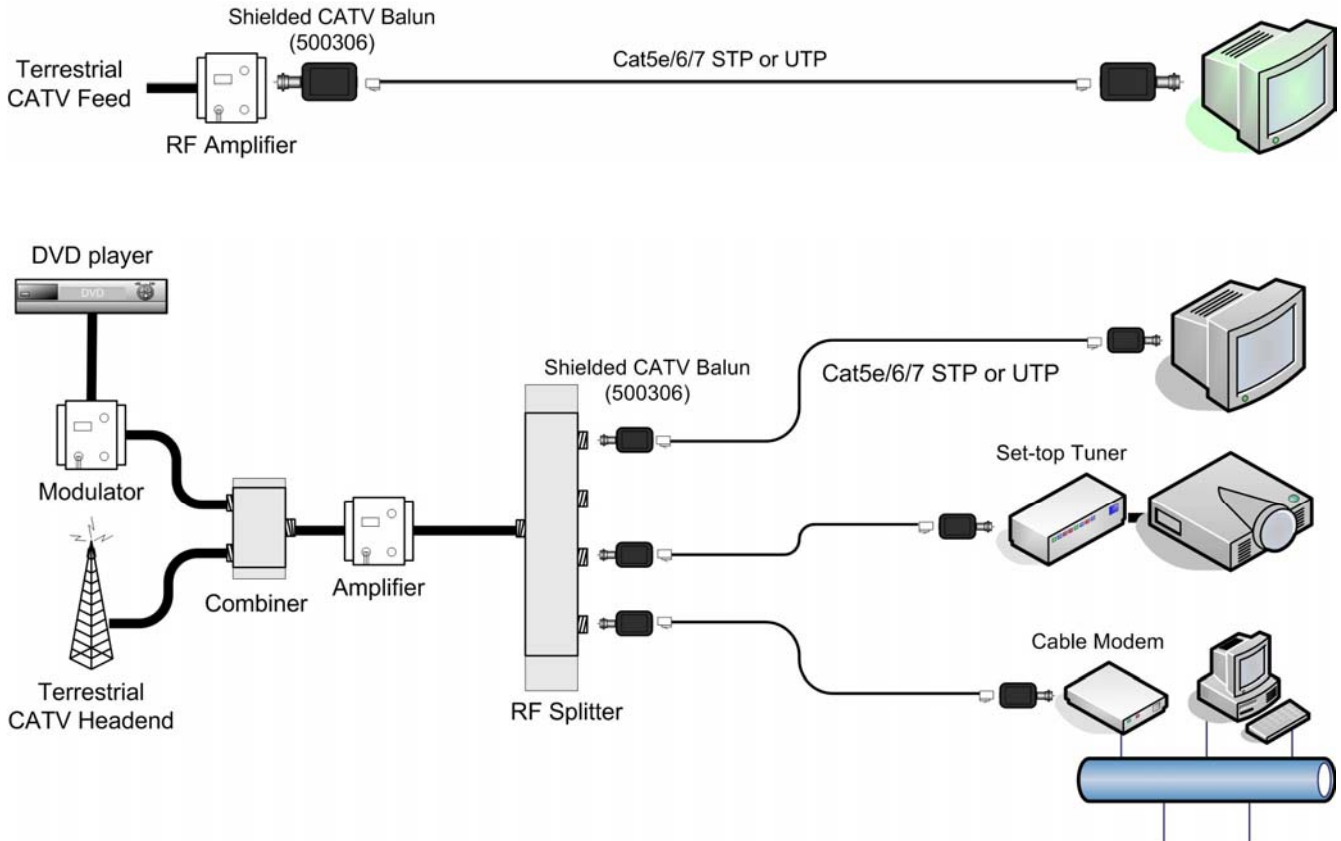 Shielded CATV Balun
(500306)
Terrestrial
CATV Feed
Cat5e/6/7 STP or UTP
RF Amplifier
DVD player
DVD
Shielded CATV Balun
(500306)
Cat5e/6/7 STP or UTP
Modulator
Set-top Tuner
Combiner
Amplifier
Terrestrial
CATV Headend
RF Splitter
Cable Modem